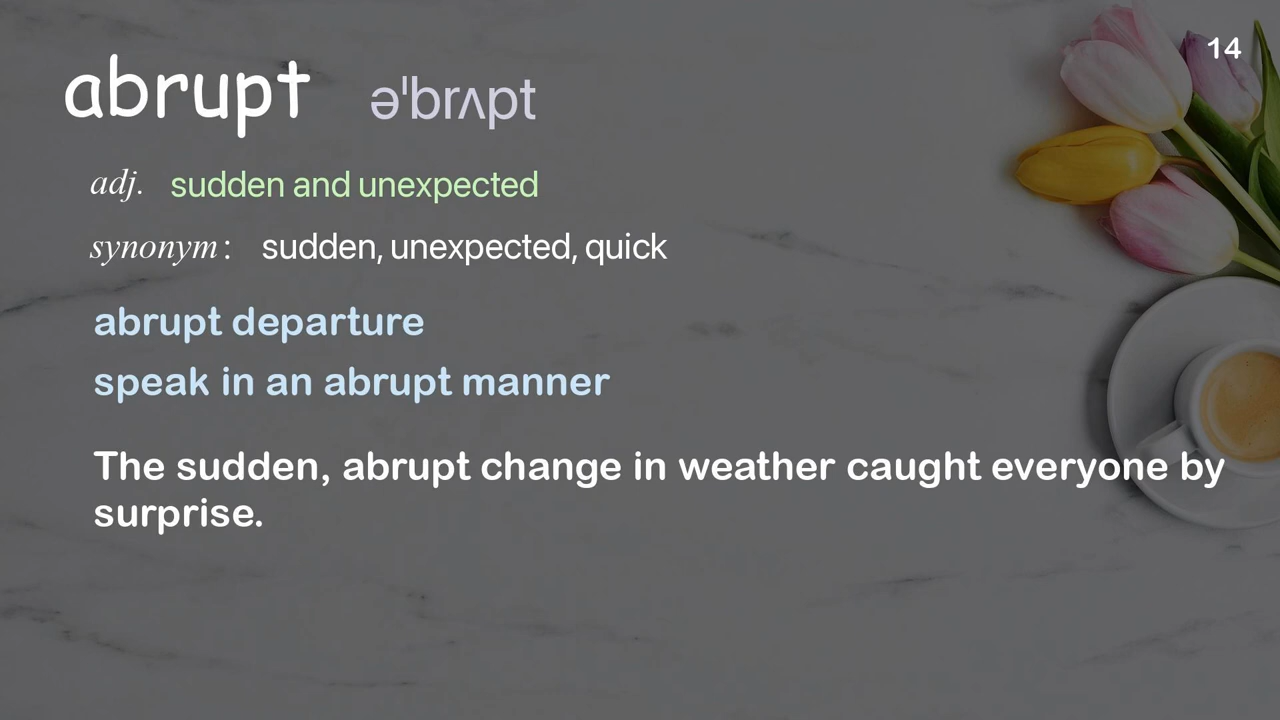 14
abrupt əˈbrʌpt
adj. sudden and unexpected
synonym: sudden, unexpected, quick
abrupt departure
speak in an abrupt manner
The sudden, abrupt change in weather caught everyone by
surprise.